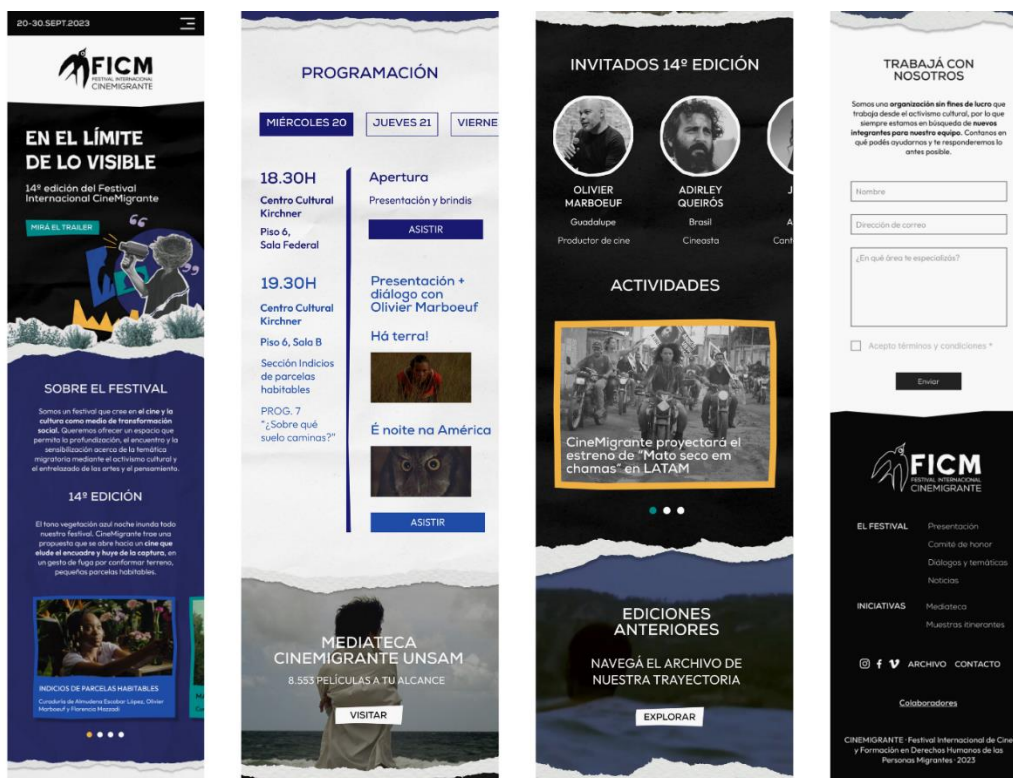 20-30.SEPT.2023
FICM
FESTIVAL INTERNACIONAL
CINEMIGRANTE
EN EL LÍMITE
DE LO VISIBLE
14º edición del Festival
Internacional CineMigrante
MIRÁ EL TRAILER
SOBRE EL FESTIVAL
Somos un festival que cree en el cine y la
cultura como medio de transformación
social. Queremos ofrecer un espacio que
permita la profundización, el encuentro y la
sensibilización acerca de la temática
migratoria mediante el activismo cultural y
el entrelazado de las artes y el pensamiento.
14º EDICIÓN
El tono vegetación azul noche inunda todo
nuestro festival. CineMigrante trae una
propuesta que se abre hacia un cine que
elude el encuadre y huye de la captura, en
un gesto de fuga por conformar terreno,
pequeñas parcelas habitables.
INDICIOS DE PARCELAS HABITABLES
Curaduría de Almudena Escobar López, Olivier
Marboeuf y Florencia Mazzadi
PROGRAMACIÓN
MIÉRCOLES 20
JUEVES 21
VIERNE
18.30H
Centro Cultural
Kirchner
Piso 6,
Sala Federal
Apertura
Presentación y brindis
ASISTIR
19.30H
Centro Cultural
Kirchner
Piso 6, Sala B
Sección Indicios
de parcelas
habitables
PROG. 7
"¿Sobre qué
suelo caminas?"
Presentación +
diálogo con
Olivier Marboeuf
Há terra!
É noite na América
ASISTIR
MEDIATECA
CINEMIGRANTE UNSAM
8.553 PELÍCULAS A TU ALCANCE
VISITAR
INVITADOS 14º EDICIÓN
OLIVIER
MARBOEUF
Guadalupe
Productor de cine
ADIRLEY
QUEIRÓS
Brasil
Cineasta
J
A
Cant
ACTIVIDADES
CineMigrante proyectará el
estreno de "Mato seco em
chamas" en LATAM
EDICIONES
ANTERIORES
NAVEGÁ EL ARCHIVO DE
NUESTRA TRAYECTORIA
EXPLORAR
TRABAJÁ CON
NOSOTROS
Somos una organización sin fines de lucro que
trabaja desde el activismo cultural, por lo que
siempre estamos en búsqueda de nuevos
integrantes para nuestro equipo. Contanos en
qué podés ayudarnos y te responderemos lo
antes posible.
Nombre
Dirección de correo
¿En qué área te especializás?
Acepto términos y condiciones *
Enviar
FICM
FESTIVAL INTERNACIONAL
CINEMIGRANTE
EL FESTIVAL
Presentación
Comité de honor
Diálogos y temáticas
Noticias
INICIATIVAS
Mediateca
Muestras itinerantes
ARCHIVO CONTACTO
Colaboradores
CINEMIGRANTE · Festival Internacional de Cine
y Formación en Derechos Humanos de las
Personas Migrantes · 2023